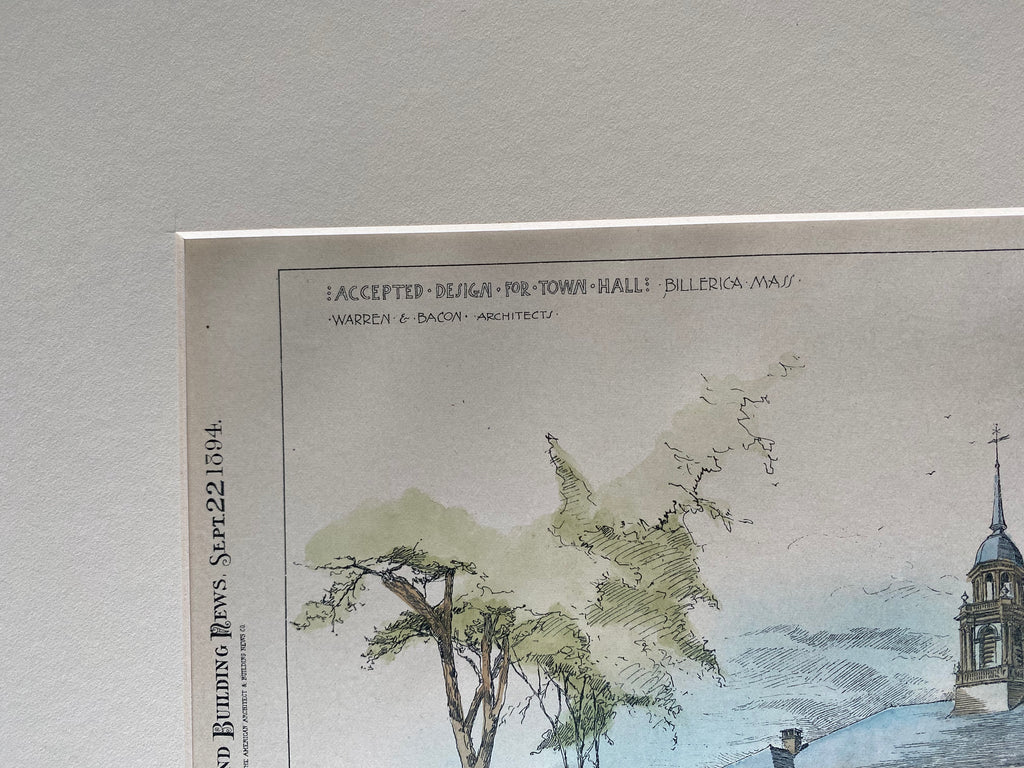 :ACCEPTED · DESIGN · FOR · TOWN · HALL: · BILLERICA · MASS ·
· WARREN & · BACON · ARCHITECTS ·
ND BUILDING NEWS, SEPT. 22 1894.
THE AMERICAN ARCHITECT & BUILDING NEWS CO.